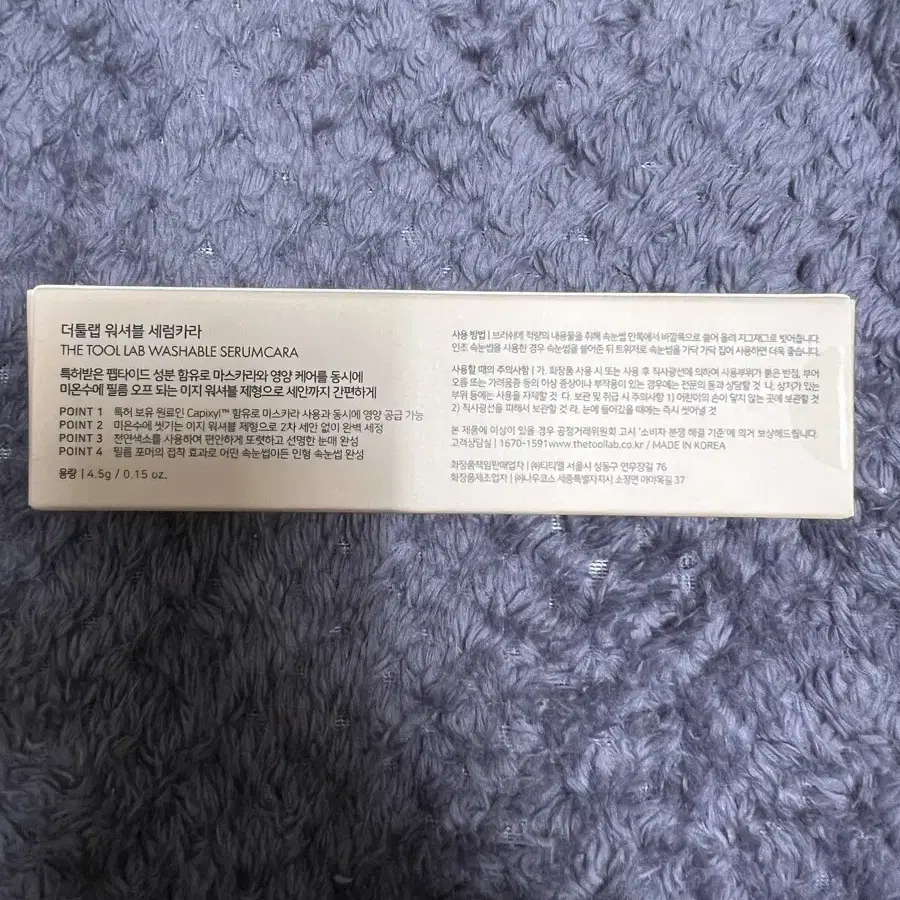 더툴랩 워셔블 세럼카라
THE TOOL LAB WASHABLE SERUMCARA
특허받은 펩타이드 성분 함유로 마스카라와 영양 케어를 동시에
미온수에 필름 오프 되는 이지 워셔블 제형으로 세안까지 간편하게
POINT 1 특허 보유 원료인 Capixyl™ 함유로 마스카라 사용과 동시에 영양 공급 가능
POINT 2 미온수에 씻기는 이지 워셔블 제형으로 2차 세안 없이 완벽 세정
POINT 3 천연색소를 사용하여 편안하게 또렷하고 선명한 눈매 완성
POINT 4 필름 포머의 접착 효과로 어떤 속눈썹이든 인형 속눈썹 완성
용량 | 4.5g / 0.15 oz.
사용 방법 | 브러쉬에 적량의 내용물을 취해 속눈썹 안쪽에서 바깥쪽으로 쓸어 올려 지그재그로 빗어줍니다.
인조 속눈썹을 사용한 경우 속눈썹을 쓸어준 뒤 트위저로 속눈썹을 가닥 가닥 집어 사용하면 더욱 좋습니다.
사용할 때의 주의사항 | 가. 화장품 사용 시 또는 사용 후 직사광선에 의하여 사용부위가 붉은 반점, 부어
오름 또는 가려움증 등의 이상 증상이나 부작용이 있는 경우에는 전문의 등과 상담할 것 나. 상처가 있는
부위 등에는 사용을 자제할 것 다. 보관 및 취급 시 주의사항 1) 어린이의 손이 닿지 않는 곳에 보관할 것
2) 직사광선을 피해서 보관할 것 라. 눈에 들어갔을 때에는 즉시 씻어낼 것
본 제품에 이상이 있을 경우 공정거래위원회 고시 '소비자 분쟁 해결 기준'에 의거 보상해드립니다.
고객상담실 | 1670-1591www.thetoollab.co.kr / MADE IN KOREA
화장품책임판매업자 | ㈜티티엘 서울시 성동구 연무장길 76
화장품제조업자 | ㈜나우코스 세종특별자치시 소정면 아야목길 37